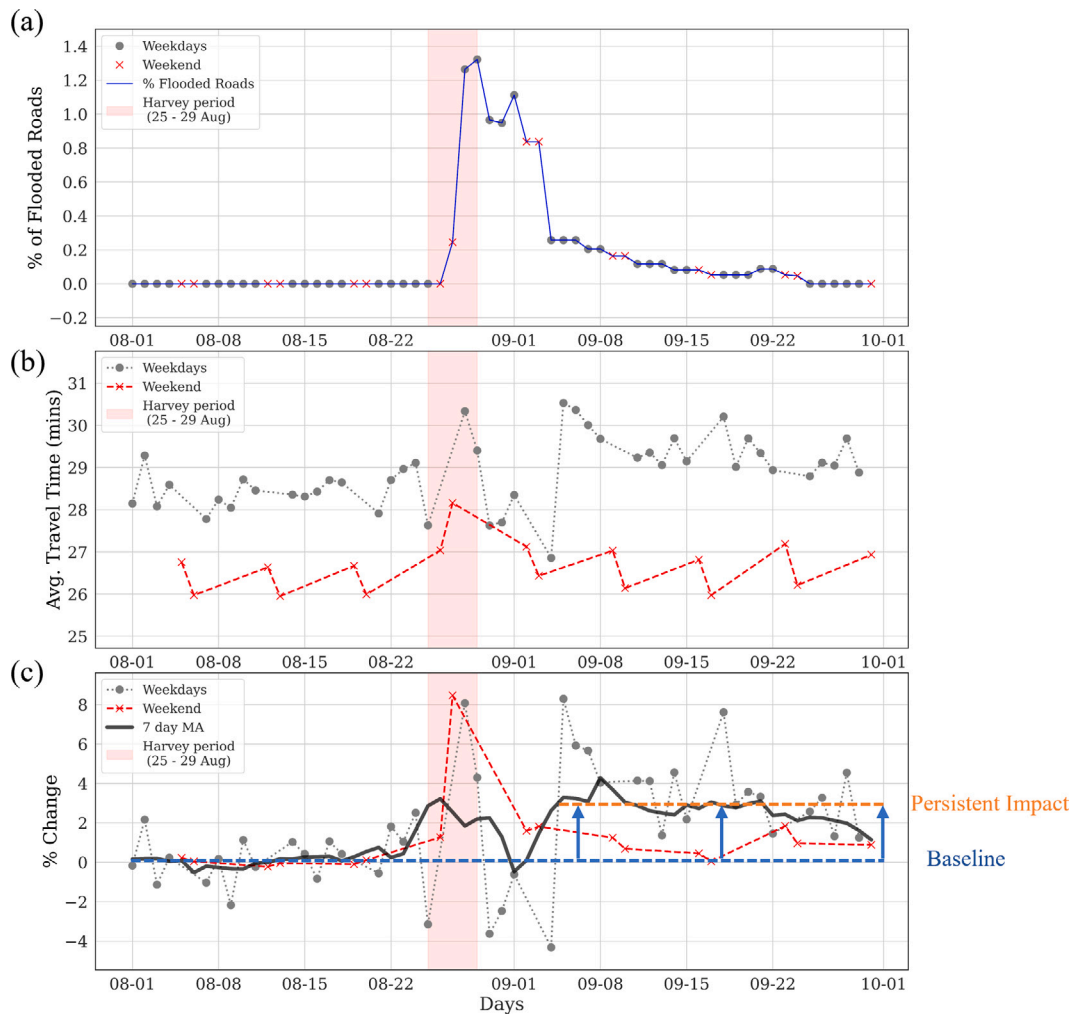 (a)
% of Flooded Roads
1.4
1.2
1.0
0.8
0.6
0.4
0.2
0.0
−0.2
Weekdays
Weekend
% Flooded Roads
Harvey period
(25 - 29 Aug)
08-01 08-08 08-15 08-22 09-01 09-08 09-15 09-22 10-01
(b)
Avg. Travel Time (mins)
31
30
29
28
27
26
25
Weekdays
Weekend
Harvey period
(25 - 29 Aug)
08-01 08-08 08-15 08-22 09-01 09-08 09-15 09-22 10-01
(c)
% Change
8
6
4
2
0
−2
−4
Weekdays
Weekend
7 day MA
Harvey period
(25 - 29 Aug)
Persistent Impact
Baseline
08-01 08-08 08-15 08-22 09-01 09-08 09-15 09-22 10-01
Days